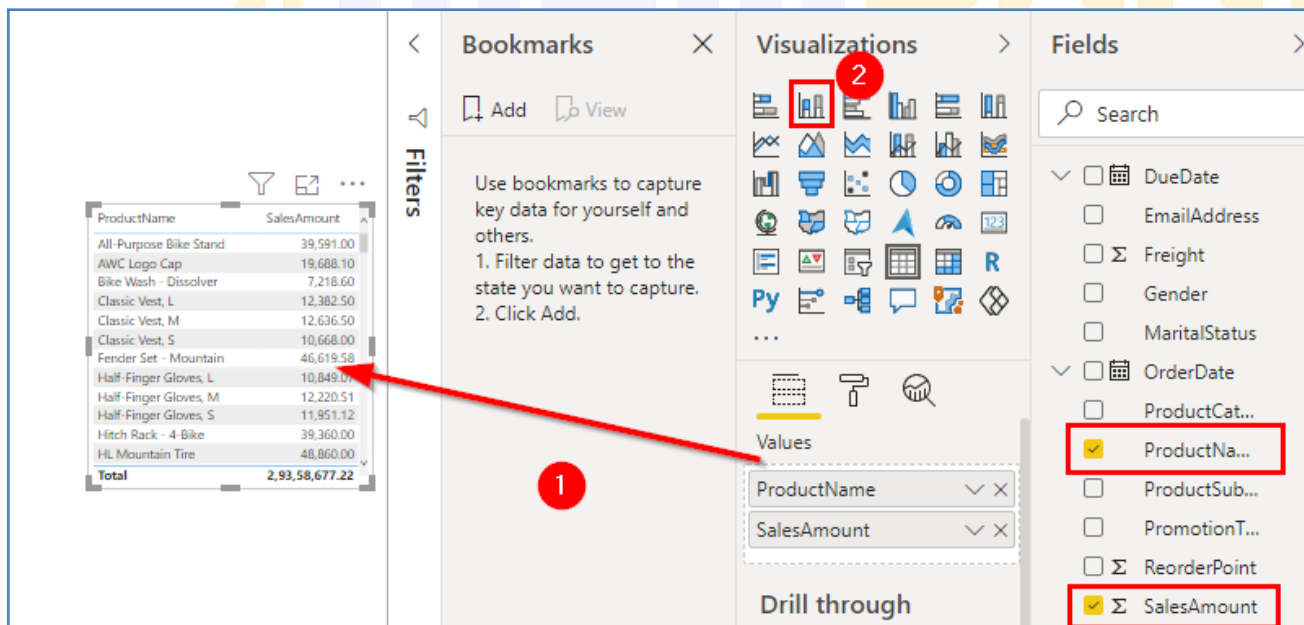 Bookmarks
Add View
Use bookmarks to capture
key data for yourself and
others.
1. Filter data to get to the
state you want to capture.
2. Click Add.
Filters
ProductName SalesAmount
All-Purpose Bike Stand 39,591.00
AWC Logo Cap 19,688.10
Bike Wash - Dissolver 7,218.60
Classic Vest, L 12,382.50
Classic Vest, M 12,636.50
Classic Vest, S 10,668.00
Fender Set - Mountain 46,619.58
Half-Finger Gloves, L 10,849.07
Half-Finger Gloves, M 12,220.51
Half-Finger Gloves, S 11,951.12
Hitch Rack - 4-Bike 39,360.00
HL Mountain Tire 48,860.00
Total 2,93,58,677.22
1
Visualizations
2
123
R
Py
...
Values
ProductName
SalesAmount
Drill through
Fields
Search
DueDate
EmailAddress
Σ Freight
Gender
MaritalStatus
OrderDate
ProductCat...
ProductNa...
ProductSub...
PromotionT...
Σ ReorderPoint
Σ SalesAmount